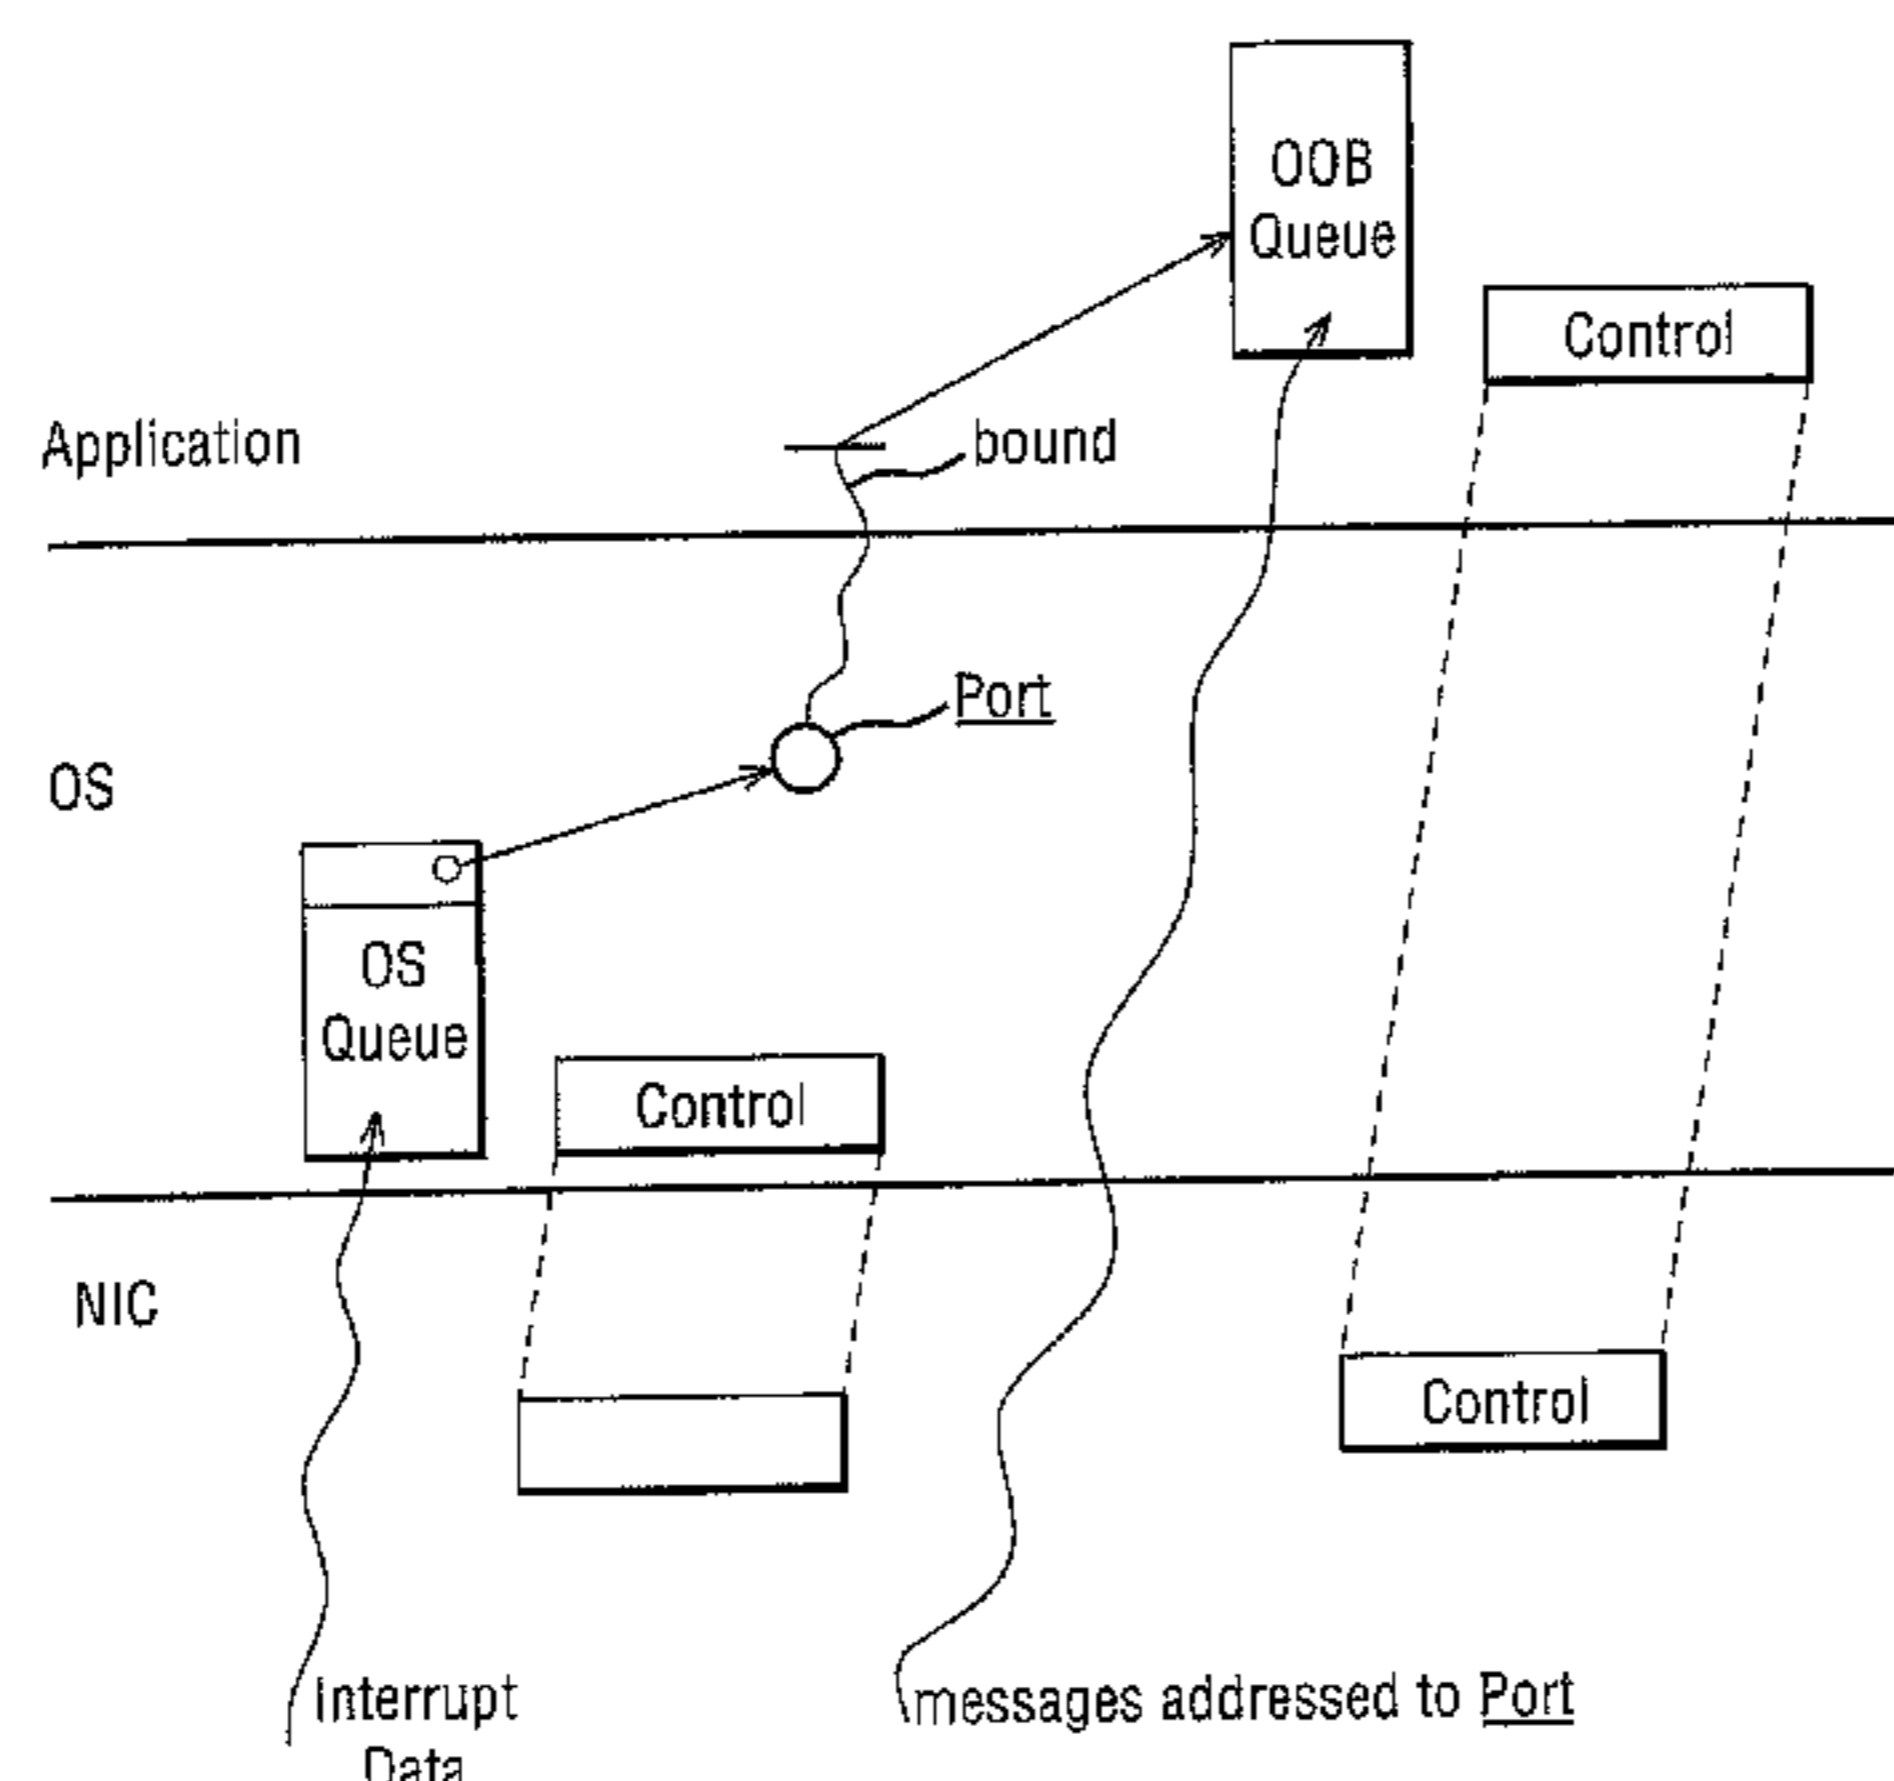 OOB
Queue
Control
Application
bound
Port
OS
OS
Queue
Control
NIC
Control
interrupt
Data
messages addressed to Port